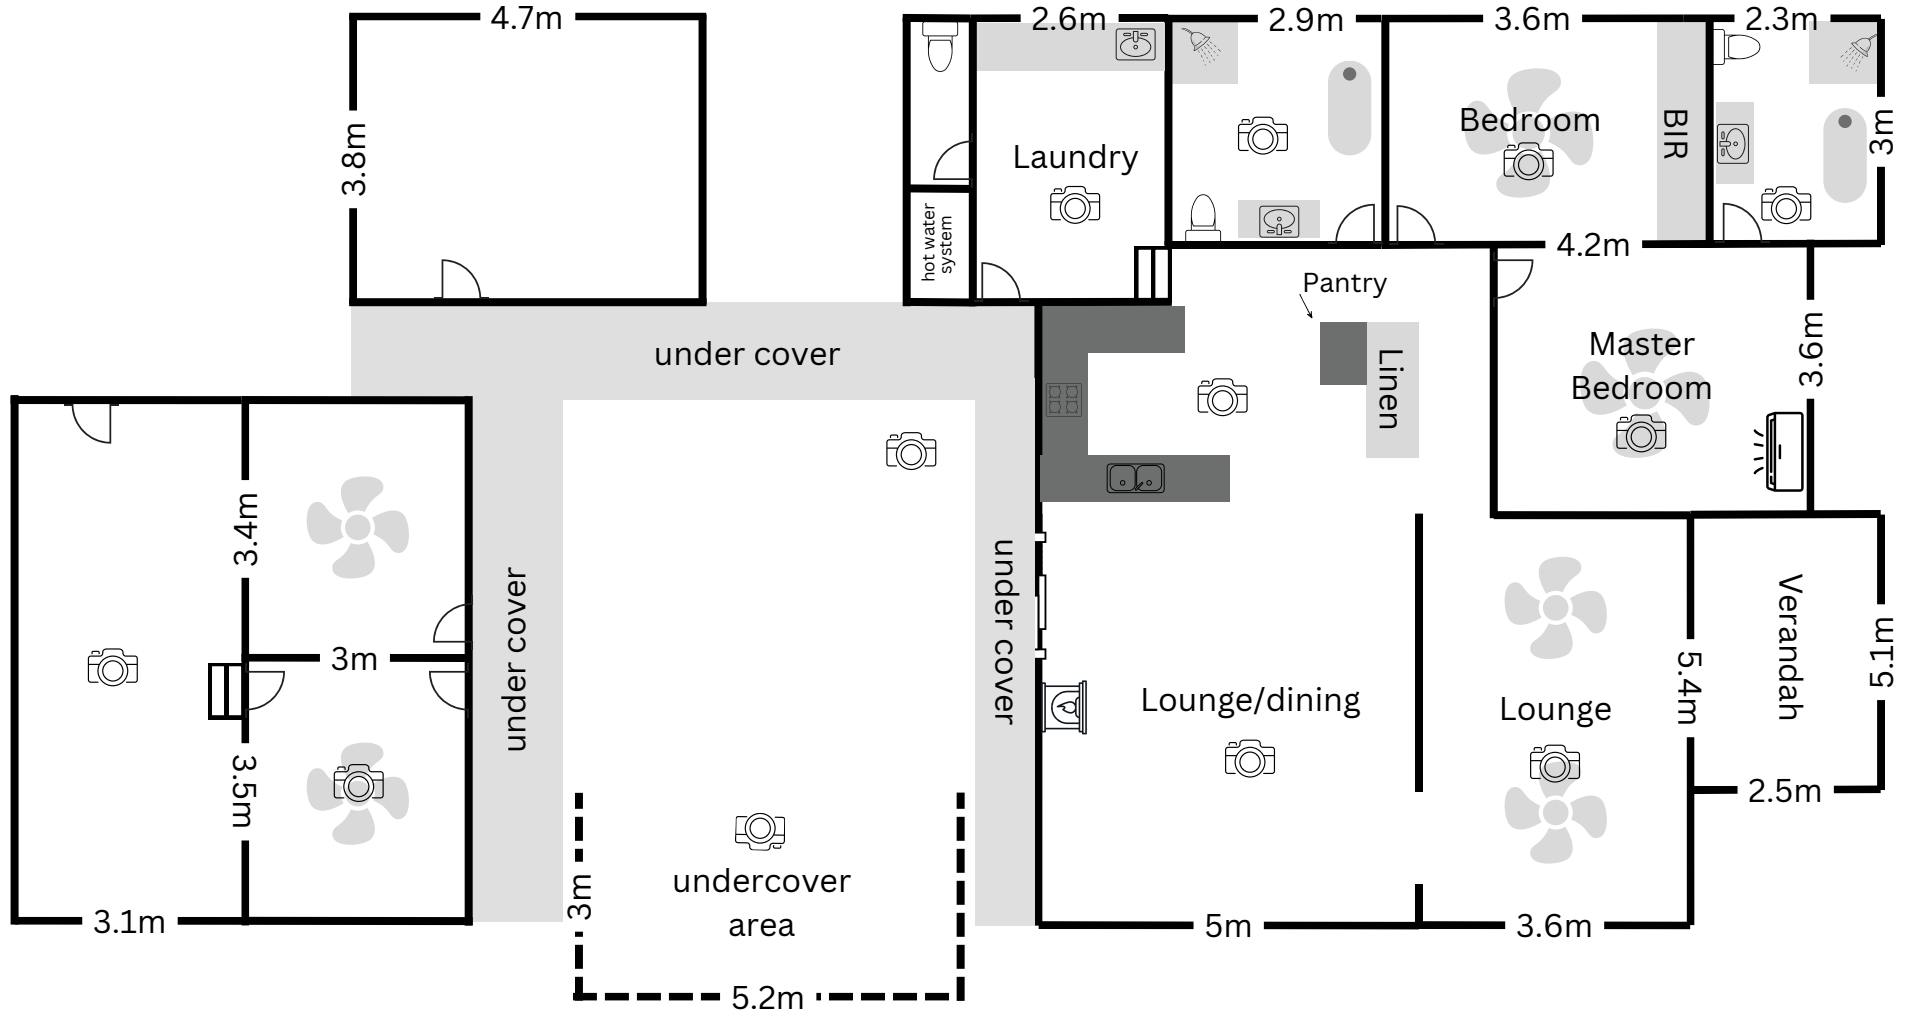 4.7m
2.6m
2.9m
3.6m
2.3m
3.8m
Laundry
Bedroom
BIR
3m
hot water
system
4.2m
Pantry
under cover
Linen
Master
Bedroom
3.6m
3.4m
under cover
under cover
3m
Lounge/dining
Lounge
5.4m
Verandah
5.1m
3.5m
2.5m
undercover
area
3m
3.1m
5m
3.6m
5.2m